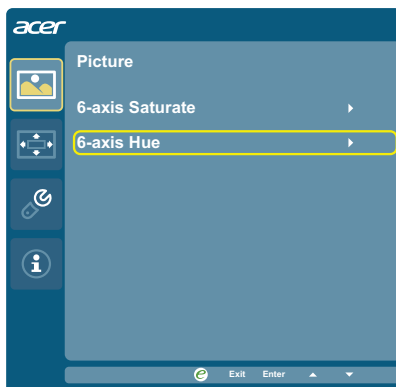 acer
Picture
6-axis Saturate
6-axis Hue
Exit Enter